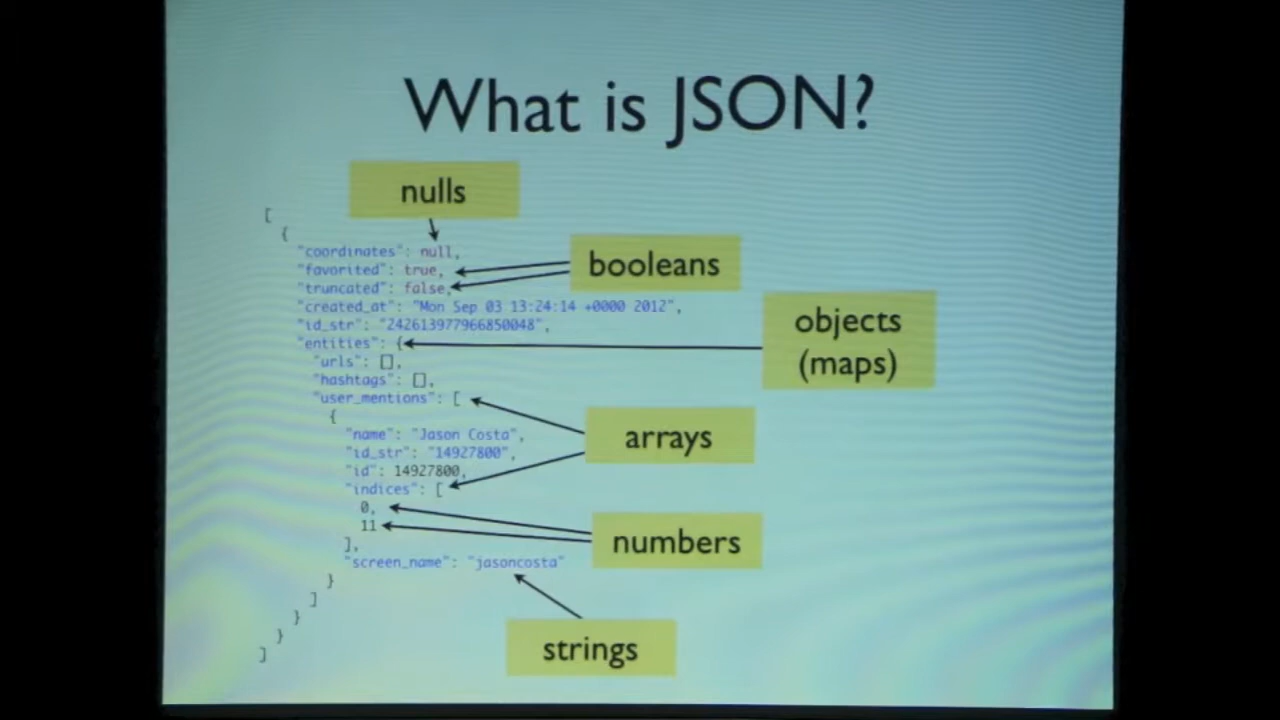 What is JSON?
nulls
[
{
"coordinates": null,
"favorited": true,
"truncated": false,
booleans
"created_at": "Mon Sep 03 13:24:14 +0000 2012",
"id_str": "242613977966850048",
"entities": {
objects
(maps)
"urls": [],
"hashtags": [],
"user_mentions": [
{
"name": "Jason Costa",
"id_str": "14927800",
"id": 14927800,
"indices": [
arrays
0,
11
numbers
],
"screen_name": "jasoncosta"
}
]
}
}
]
strings